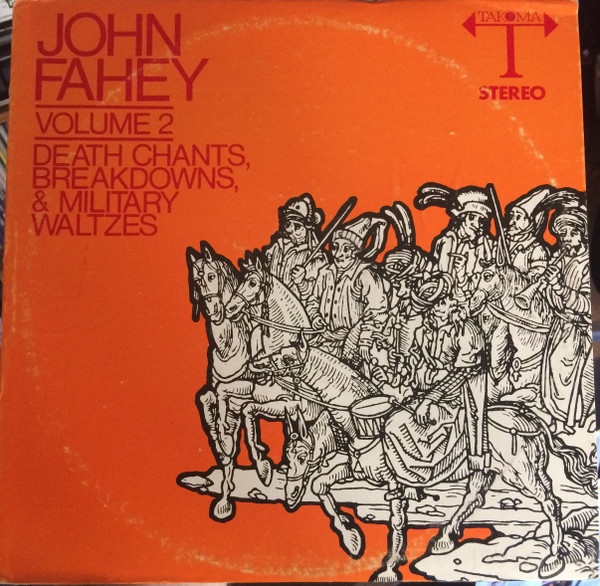 JOHN
FAHEY
VOLUME 2
DEATH CHANTS,
BREAKDOWNS,
& MILITARY
WALTZES
TAKOMA
STEREO